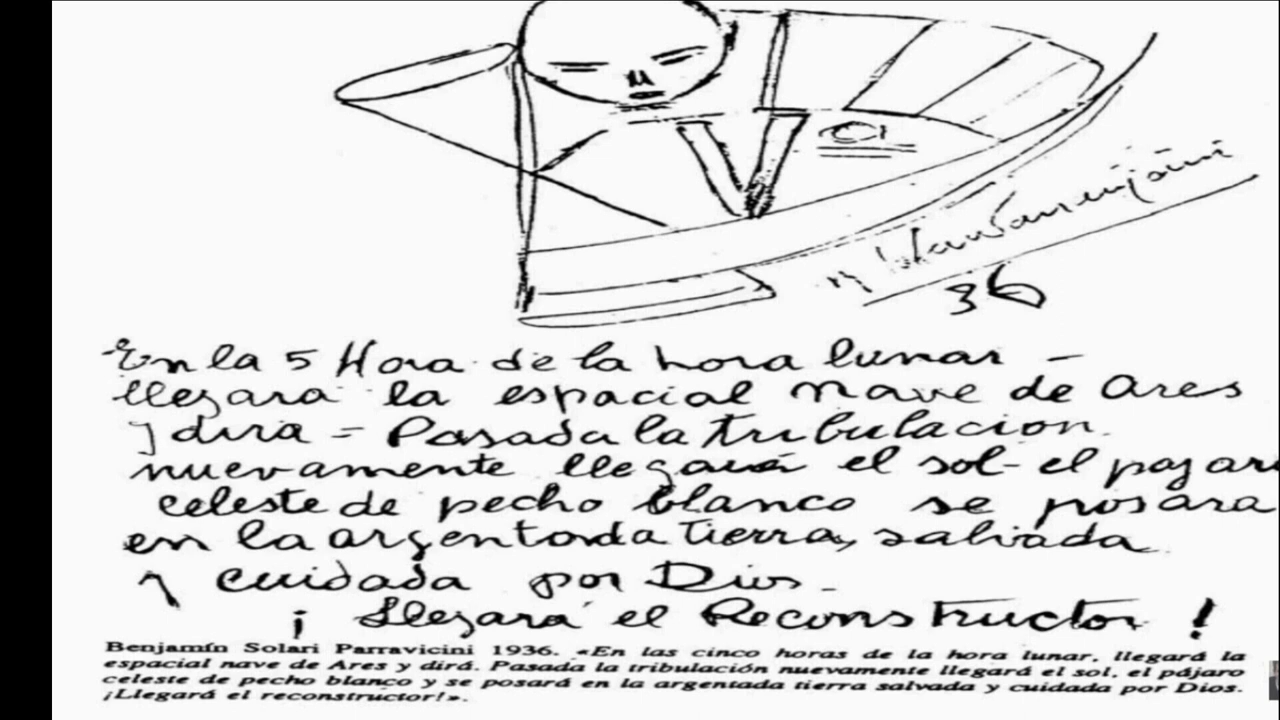 36
En la 5 Hora de la hora lunar -
llegara la espacial nave de Ares
y dira = Pasada la tribulacion
nuevamente llegará el sol - el pajar
celeste de pecho blanco se posara
en la argentada tierra, salvada
y cuidada por Dios.
¡ Llegará el Reconstructor !
Benjamín Solari Parravicini 1936. «En las cinco horas de la hora lunar, llegará la
espacial nave de Ares y dirá. Pasada la tribulación nuevamente llegará el sol, el pájaro
celeste de pecho blanco y se posará en la argentada tierra salvada y cuidada por Dios.
¡Llegará el reconstructor!».